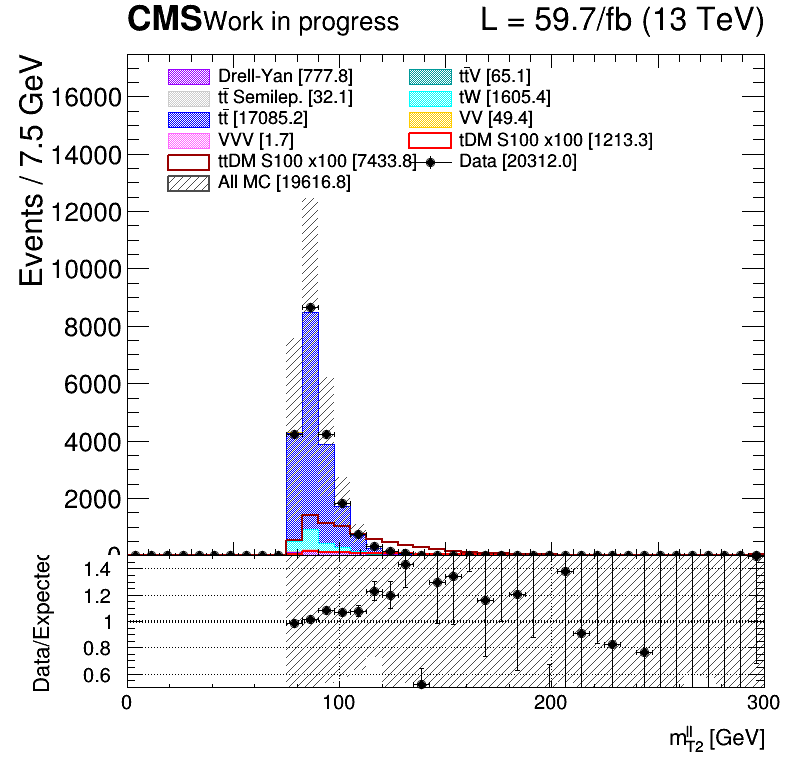 CMS Work in progress L = 59.7/fb (13 TeV)
Events / 7.5 GeV
Drell-Yan [777.8] tt̄V [65.1]
tt̄ Semilep. [32.1] tW [1605.4]
tt̄ [17085.2] VV [49.4]
VVV [1.7] tDM S100 x100 [1213.3]
ttDM S100 x100 [7433.8] Data [20312.0]
All MC [19616.8]
16000
14000
12000
10000
8000
6000
4000
2000
0
Data/Expected
1.4
1.2
1
0.8
0.6
0 100 200 300
m_{T2}^{ll} [GeV]